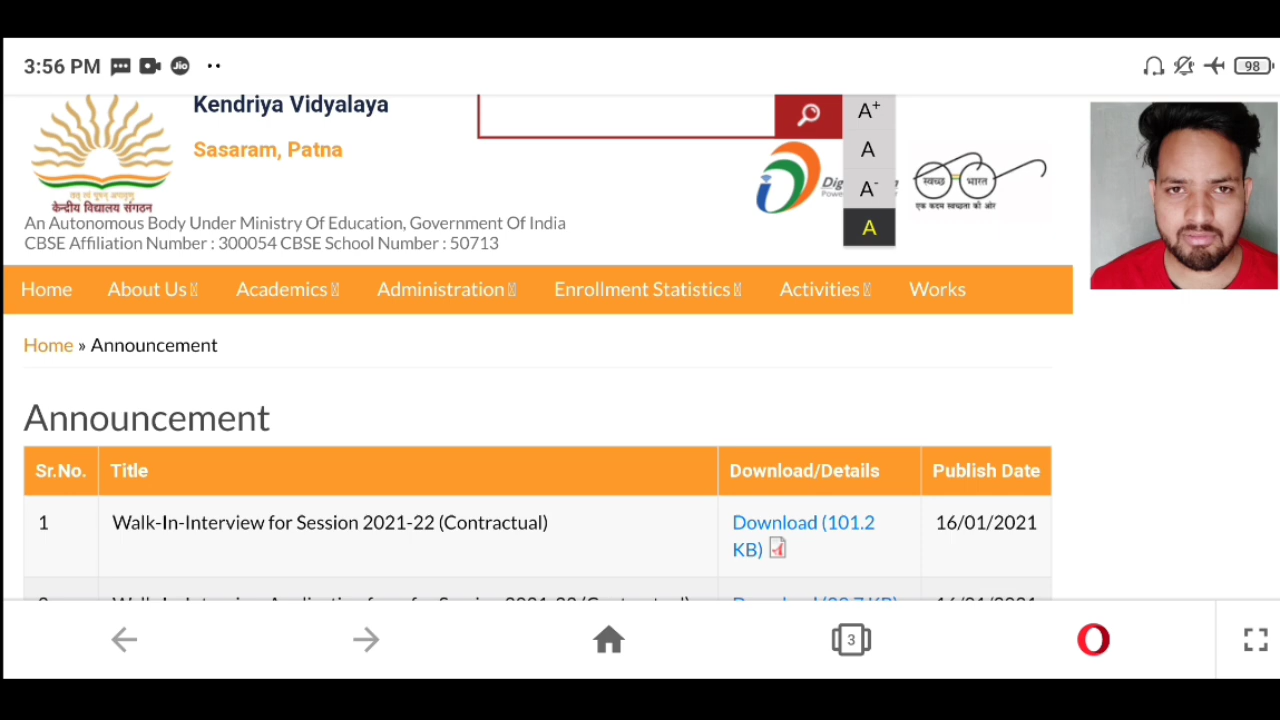 3:56 PM
Jio
98
Kendriya Vidyalaya
A+
Sasaram, Patna
A
A-
स्वच्छ भारत
एक कदम स्वच्छता की ओर
केन्द्रीय विद्यालय संगठन
A
An Autonomous Body Under Ministry Of Education, Government Of India
CBSE Affiliation Number : 300054 CBSE School Number : 50713
Home About Us Academics Administration Enrollment Statistics Activities Works
Home » Announcement
Announcement
Sr.No. Title Download/Details Publish Date
1 Walk-In-Interview for Session 2021-22 (Contractual) Download (101.2 KB) 16/01/2021
3